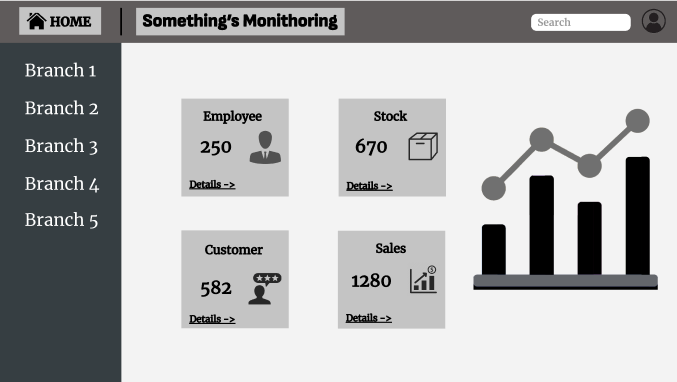 HOME
Something's Monithoring
Search
Branch 1
Branch 2
Branch 3
Branch 4
Branch 5
Employee
250
Details ->
Stock
670
Details ->
Customer
582
Details ->
Sales
1280
Details ->
$